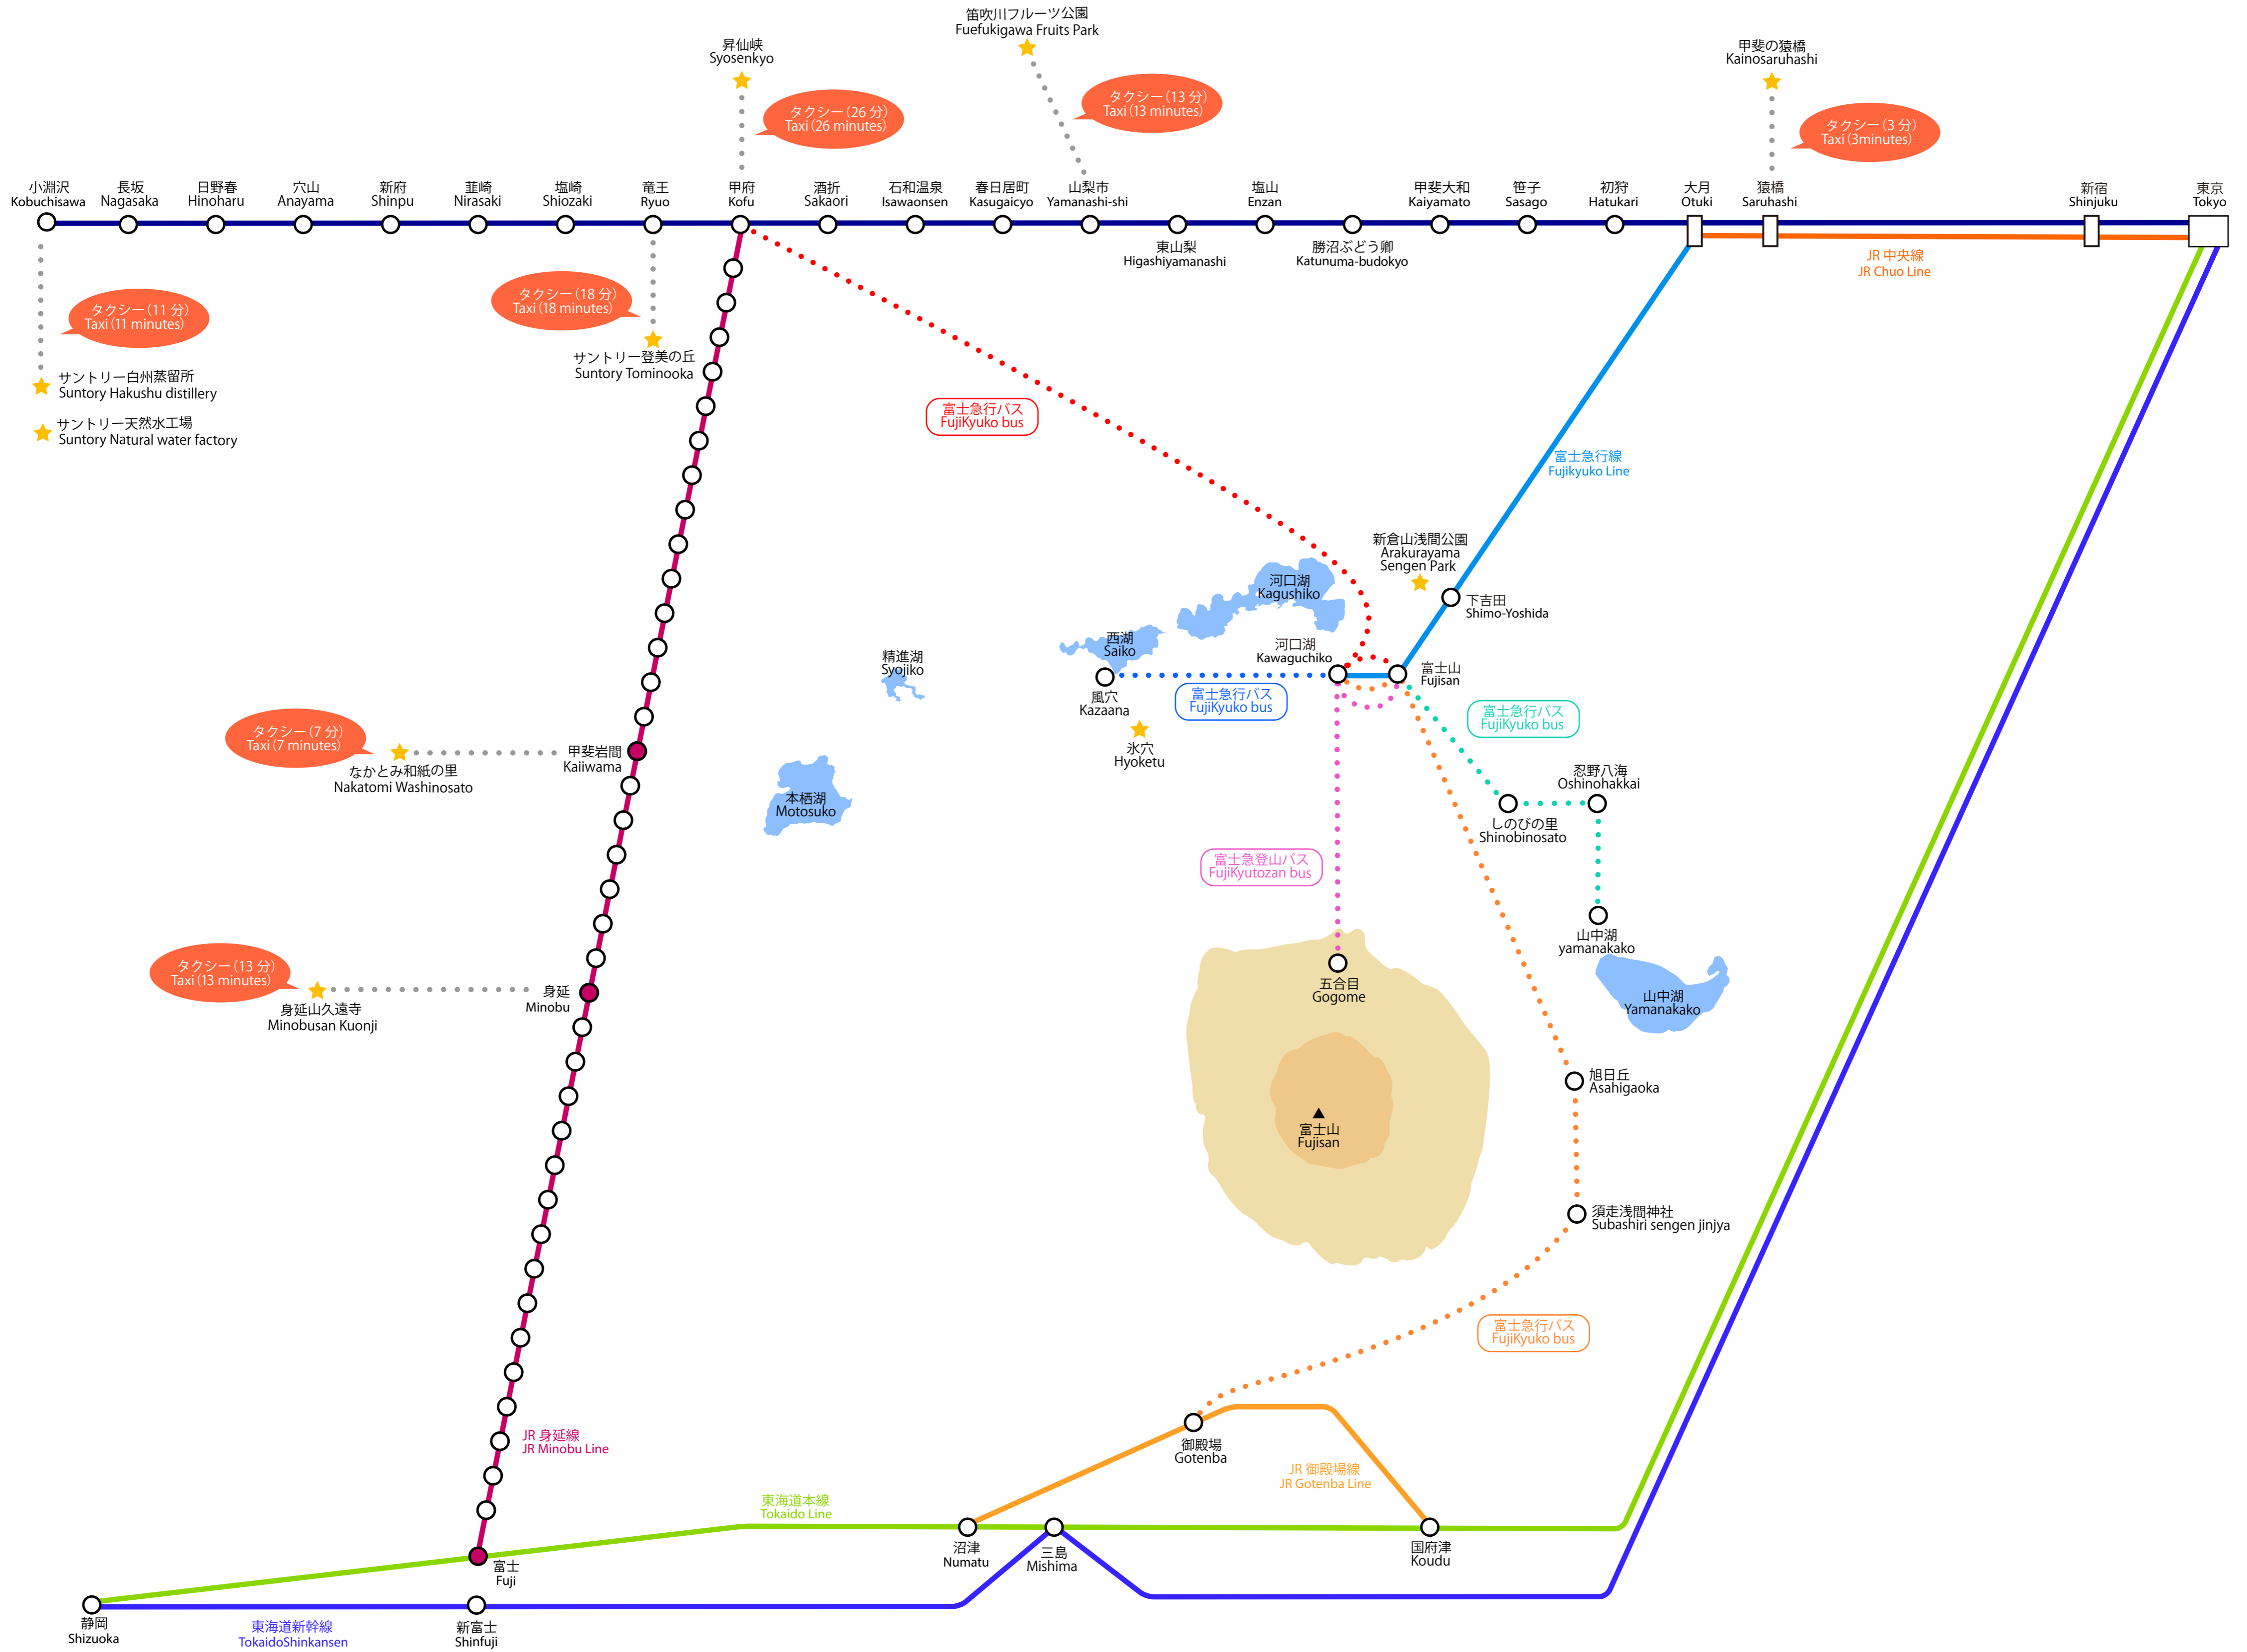 笛吹川フルーツ公園
Fuefukigawa Fruits Park
昇仙峡
Syosenkyo
甲斐の猿橋
Kainosaruhashi
タクシー(26 分)
Taxi(26 minutes)
タクシー(13 分)
Taxi(13 minutes)
タクシー(3 分)
Taxi(3minutes)
小淵沢
Kobuchisawa
長坂
Nagasaka
日野春
Hinoharu
穴山
Anayama
新府
Shinpu
韮崎
Nirasaki
塩崎
Shiozaki
竜王
Ryuo
甲府
Kofu
酒折
Sakaori
石和温泉
Isawaonsen
春日居町
Kasugaicyo
山梨市
Yamanashi-shi
東山梨
Higashiyamanashi
塩山
Enzan
勝沼ぶどう卿
Katunuma-budokyo
甲斐大和
Kaiyamato
笹子
Sasago
初狩
Hatukari
大月
Otuki
猿橋
Saruhashi
新宿
Shinjuku
東京
Tokyo
JR 中央線
JR Chuo Line
タクシー(11 分)
Taxi(11 minutes)
タクシー(18 分)
Taxi(18 minutes)
サントリー登美の丘
Suntory Tominooka
サントリー白州蒸留所
Suntory Hakushu distillery
サントリー天然水工場
Suntory Natural water factory
富士急行バス
FujiKyuko bus
富士急行線
Fujikyuko Line
新倉山浅間公園
Arakurayama
Sengen Park
下吉田
Shimo-Yoshida
河口湖
Kagushiko
西湖
Saiko
精進湖
Syojiko
河口湖
Kawaguchiko
富士山
Fujisan
風穴
Kazaana
富士急行バス
FujiKyuko bus
富士急行バス
FujiKyuko bus
氷穴
Hyoketu
タクシー(7 分)
Taxi(7 minutes)
なかとみ和紙の里
Nakatomi Washinosato
甲斐岩間
Kaiiwama
本栖湖
Motosuko
忍野八海
Oshinohakkai
しのびの里
Shinobinosato
富士急登山バス
FujiKyutozan bus
山中湖
yamanakako
タクシー(13 分)
Taxi(13 minutes)
身延山久遠寺
Minobusan Kuonji
身延
Minobu
五合目
Gogome
山中湖
Yamanakako
旭日丘
Asahigaoka
富士山
Fujisan
須走浅間神社
Subashiri sengen jinjya
富士急行バス
FujiKyuko bus
JR 身延線
JR Minobu Line
御殿場
Gotenba
JR 御殿場線
JR Gotenba Line
東海道本線
Tokaido Line
沼津
Numatu
三島
Mishima
国府津
Koudu
富士
Fuji
静岡
Shizuoka
東海道新幹線
TokaidoShinkansen
新富士
Shinfuji